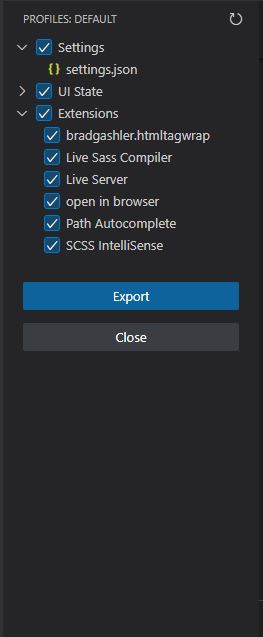 PROFILES: DEFAULT
Settings
{ } settings.json
UI State
Extensions
bradgashler.htmltagwrap
Live Sass Compiler
Live Server
open in browser
Path Autocomplete
SCSS IntelliSense
Export
Close